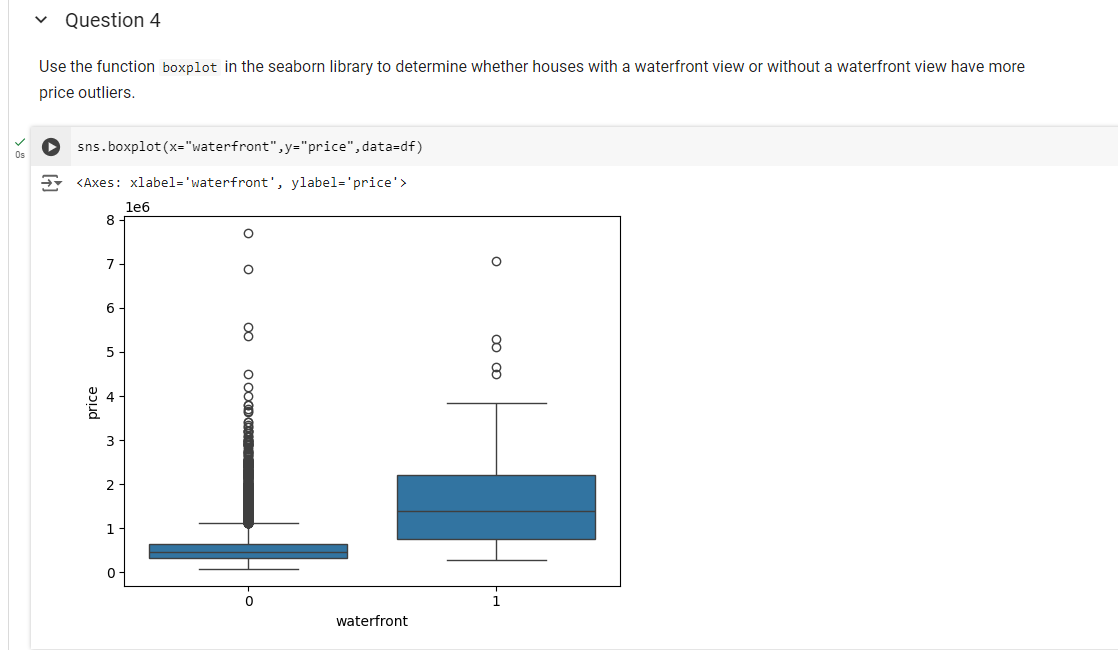 Question 4
Use the function boxplot in the seaborn library to determine whether houses with a waterfront view or without a waterfront view have more
price outliers.
0s
sns.boxplot(x="waterfront",y="price",data=df)
<Axes: xlabel='waterfront', ylabel='price'>
1e6
8
7
6
5
4
3
2
1
0
price
0 1
waterfront